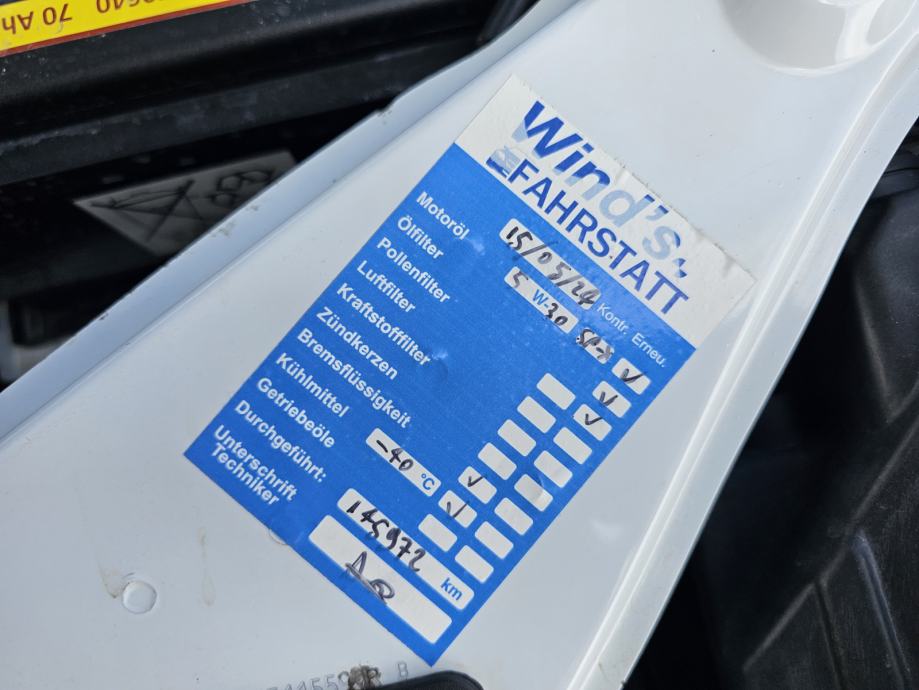 70 Ah
Wind's
FAHRSTATT
15/05/24
Kontr. Erneu.
Motoröl 5 W-30 ✓
Ölfilter ✓
Pollenfilter ✓
Luftfilter
Kraftstofffilter
Zündkerzen
Bremsflüssigkeit ✓
Kühlmittel -40 °C ✓
Getriebeöle
Durchgeführt: 145972 km
Unterschrift
Techniker